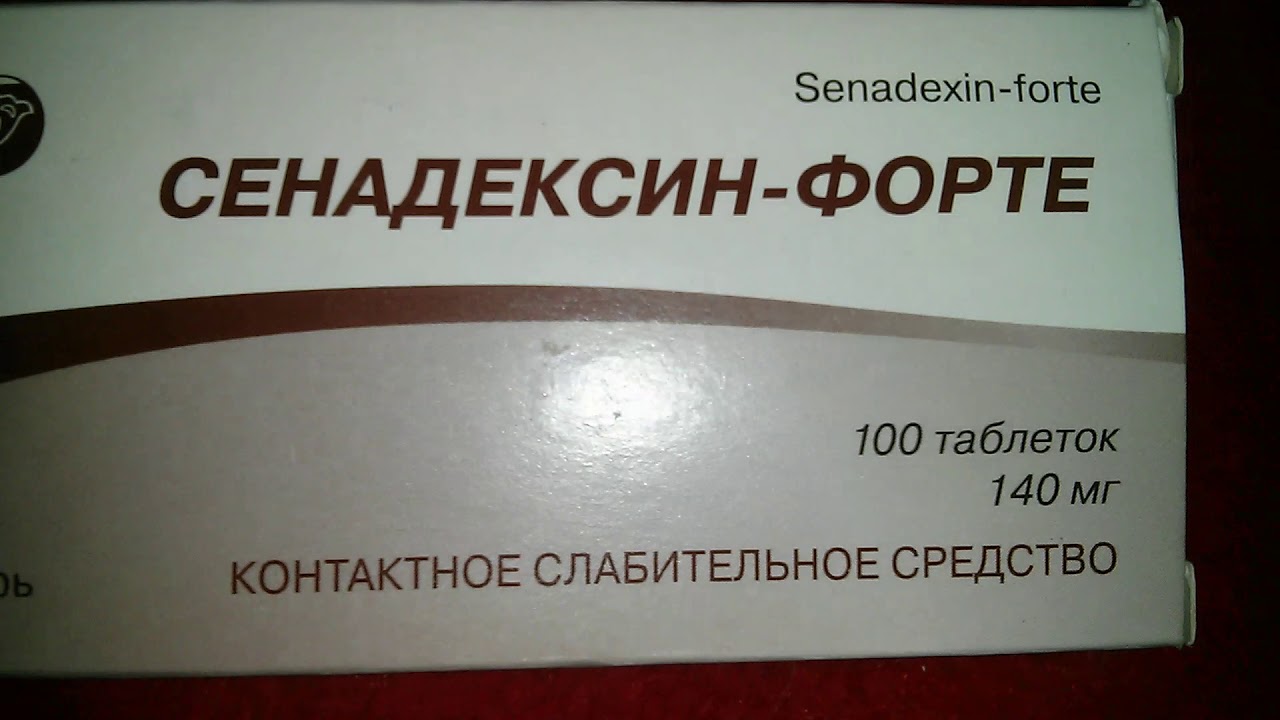 Senadexin-forte
СЕНАДЕКСИН-ФОРТЕ
100 таблеток
140 мг
КОНТАКТНОЕ СЛАБИТЕЛЬНОЕ СРЕДСТВО